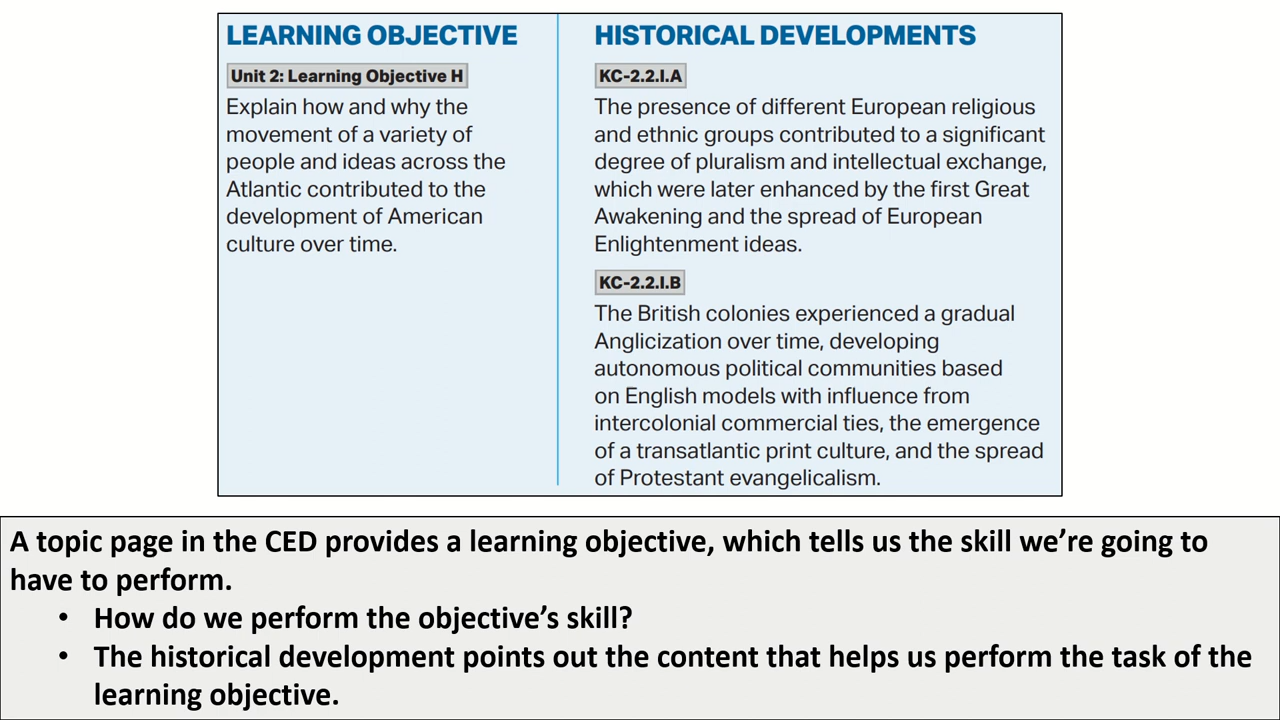 LEARNING OBJECTIVE
Unit 2: Learning Objective H
Explain how and why the
movement of a variety of
people and ideas across the
Atlantic contributed to the
development of American
culture over time.
HISTORICAL DEVELOPMENTS
KC-2.2.I.A
The presence of different European religious
and ethnic groups contributed to a significant
degree of pluralism and intellectual exchange,
which were later enhanced by the first Great
Awakening and the spread of European
Enlightenment ideas.
KC-2.2.I.B
The British colonies experienced a gradual
Anglicization over time, developing
autonomous political communities based
on English models with influence from
intercolonial commercial ties, the emergence
of a transatlantic print culture, and the spread
of Protestant evangelicalism.
A topic page in the CED provides a learning objective, which tells us the skill we’re going to
have to perform.
• How do we perform the objective’s skill?
• The historical development points out the content that helps us perform the task of the
learning objective.